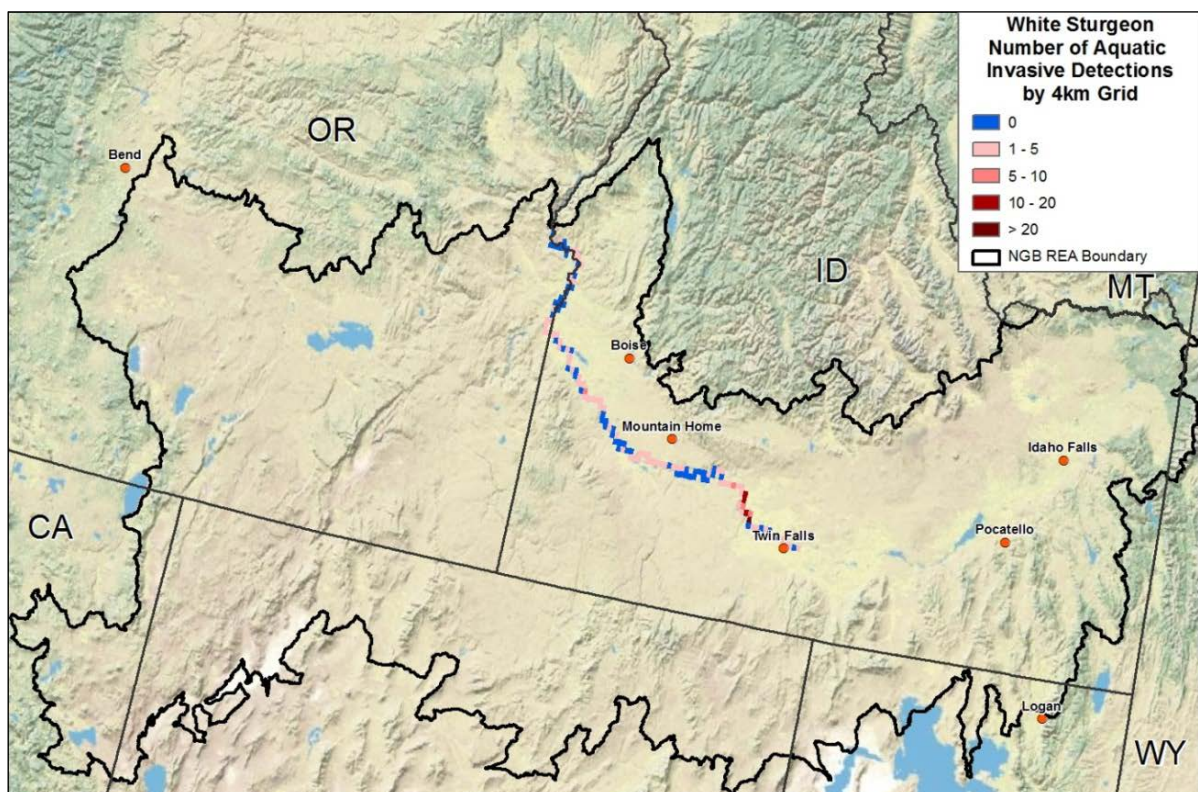 White Sturgeon
Number of Aquatic
Invasive Detections
by 4km Grid
0
1 - 5
5 - 10
10 - 20
> 20
NGB REA Boundary
OR
Bend
ID
MT
Boise
Mountain Home
Idaho Falls
CA
Twin Falls
Pocatello
Logan
WY